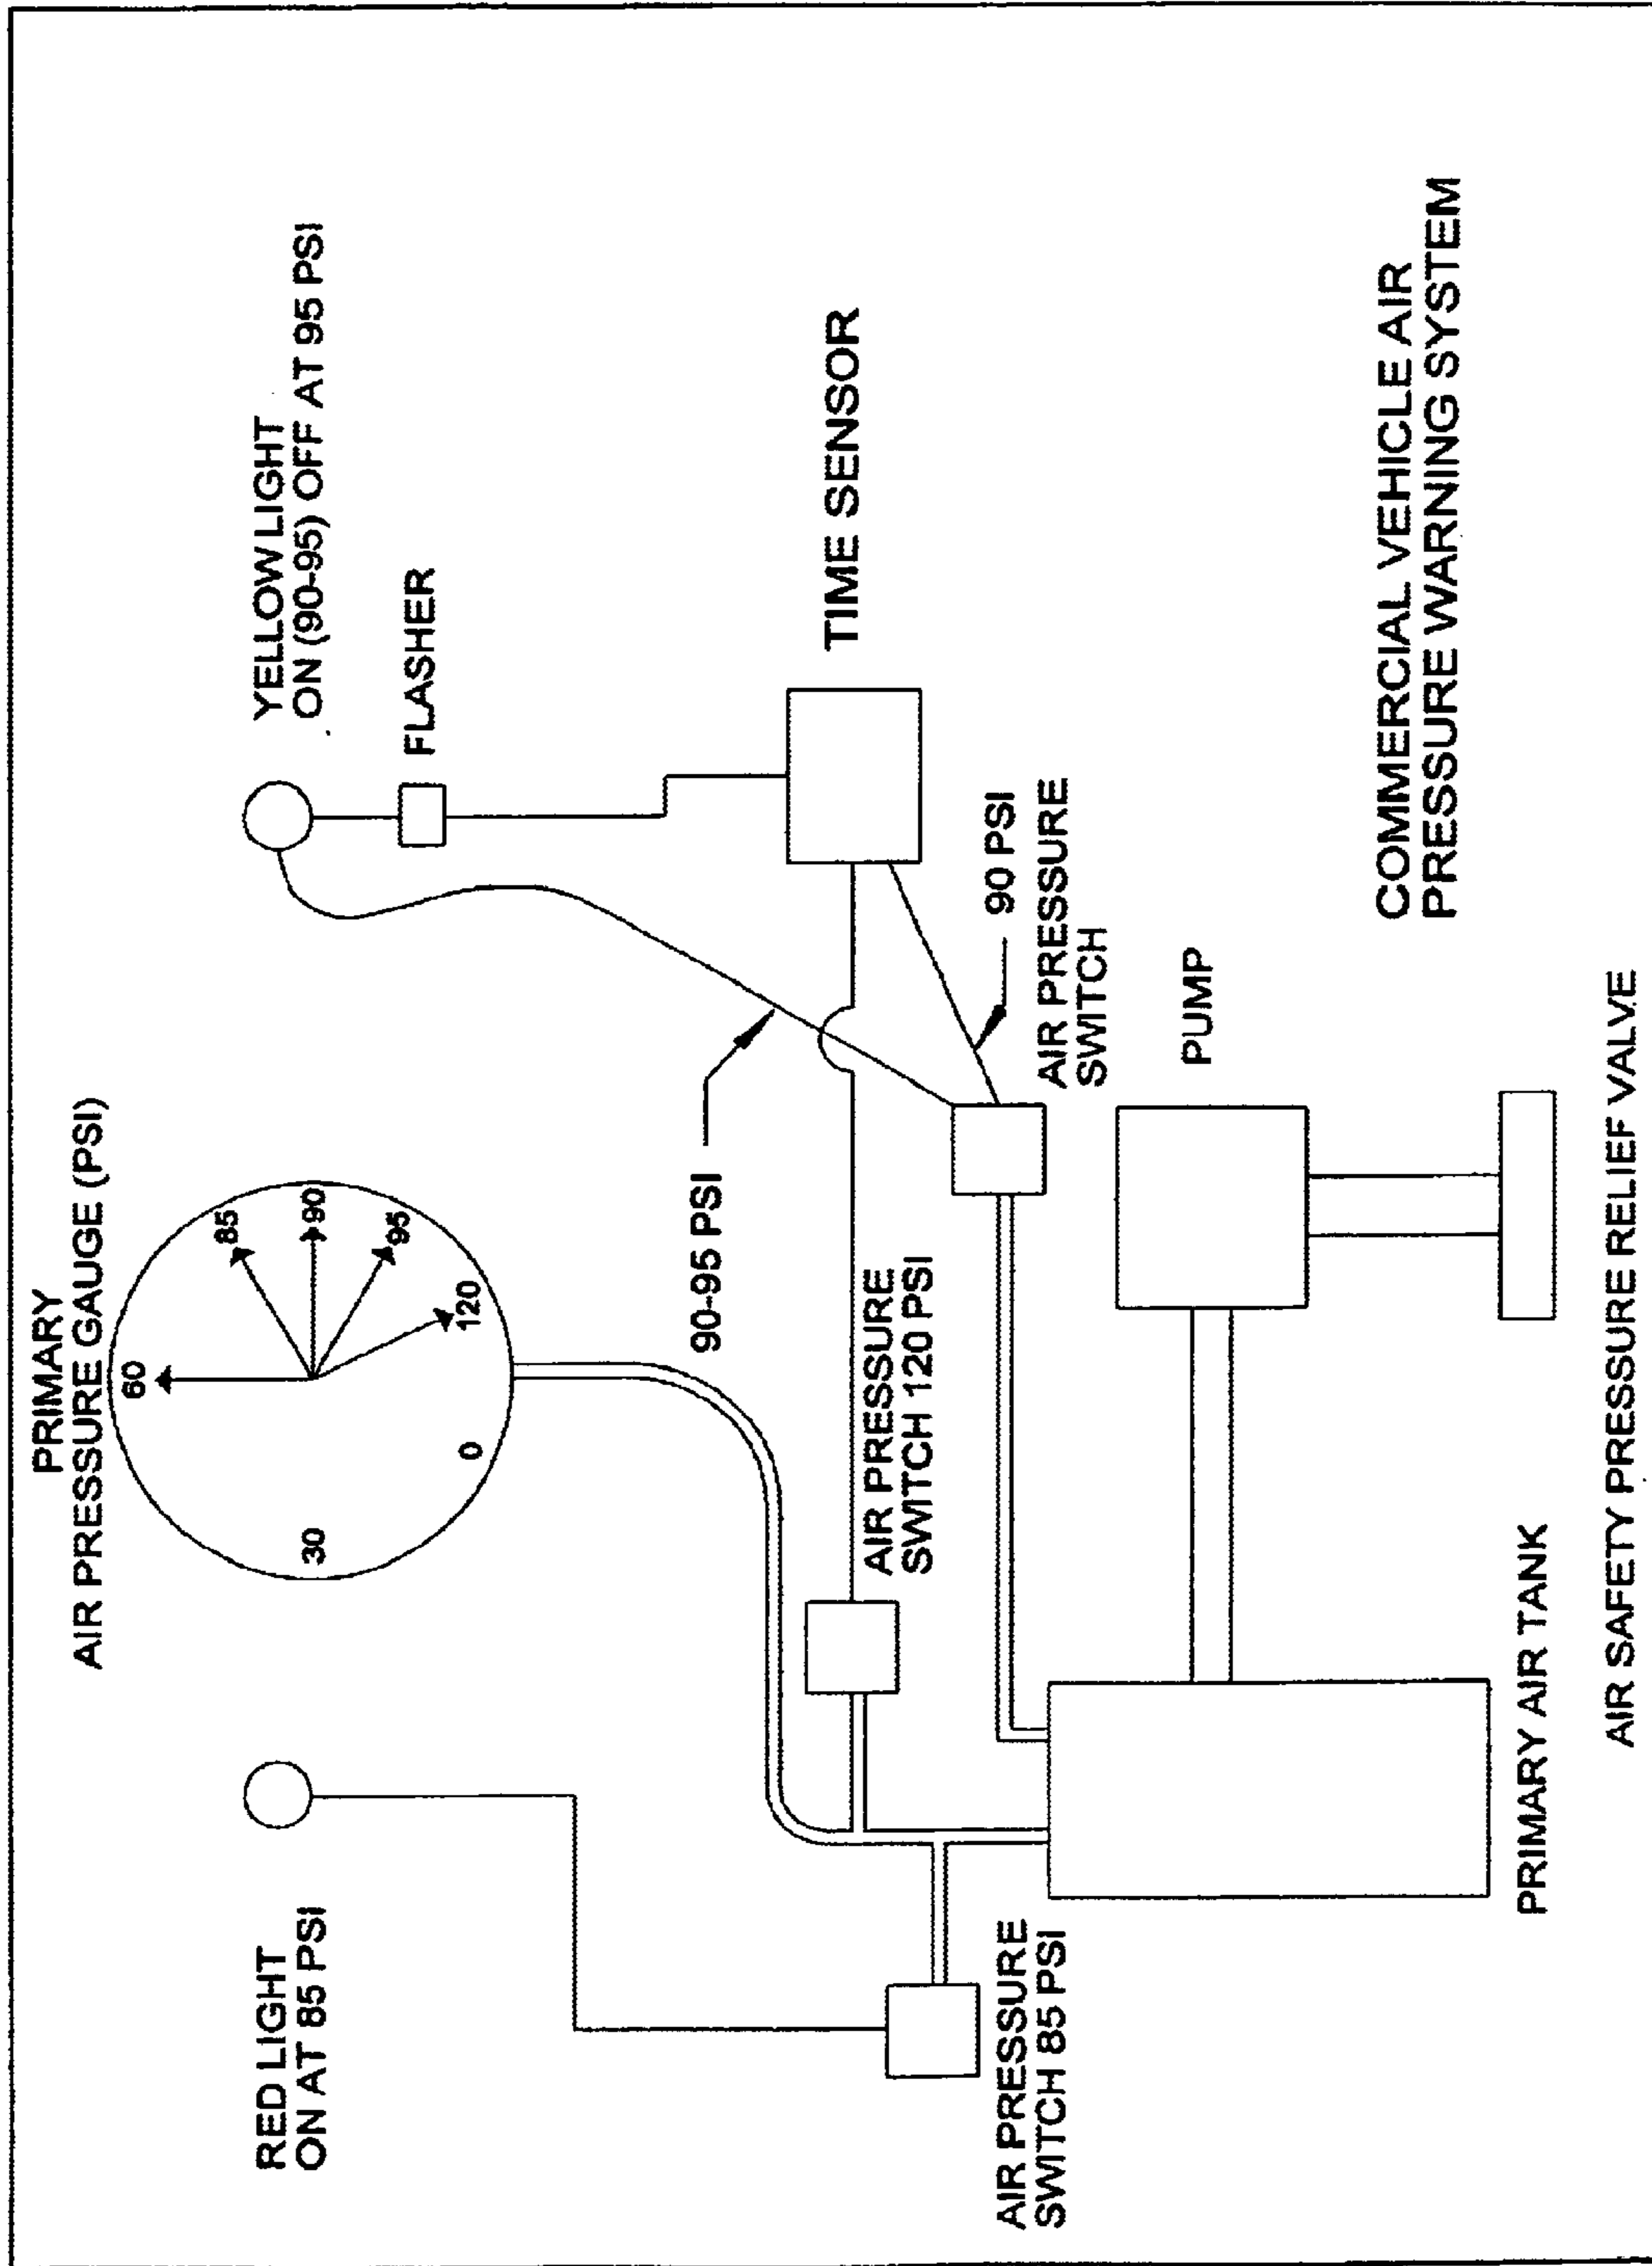 PRIMARY
AIR PRESSURE GAUGE (PSI)
60
85
90
95
120
0
30
RED LIGHT
ON AT 85 PSI
YELLOW LIGHT
ON (90-95) OFF AT 95 PSI
FLASHER
90-95 PSI
TIME SENSOR
AIR PRESSURE
SWITCH 120 PSI
90 PSI
AIR PRESSURE
SWITCH
AIR PRESSURE
SWITCH 85 PSI
PUMP
PRIMARY AIR TANK
AIR SAFETY PRESSURE RELIEF VALVE
COMMERCIAL VEHICLE AIR
PRESSURE WARNING SYSTEM